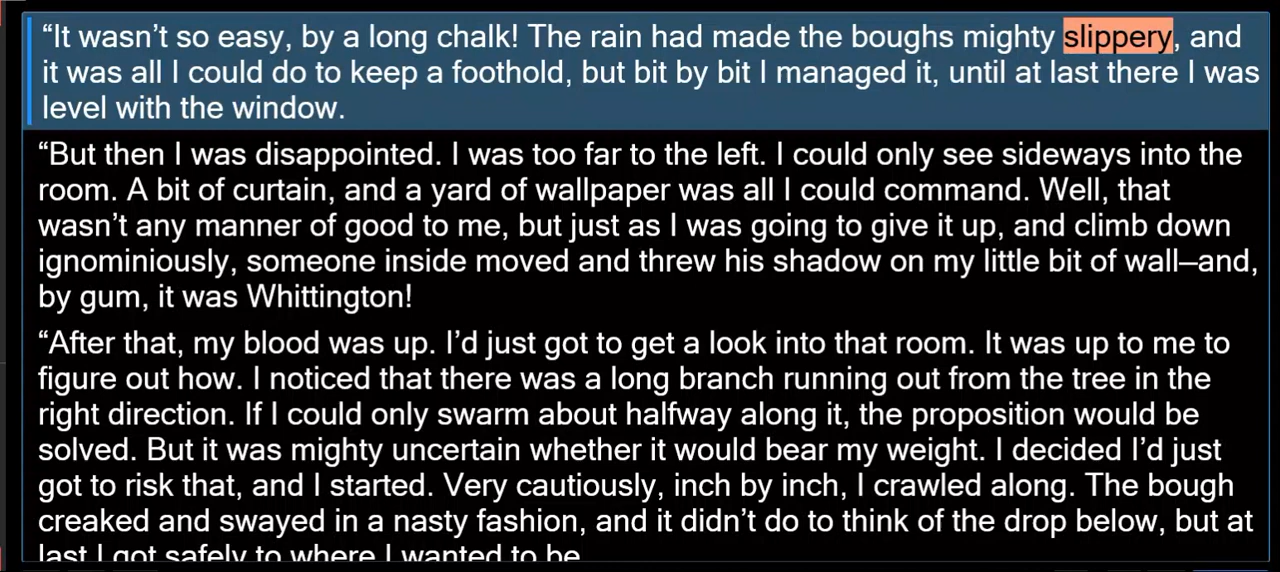 “It wasn’t so easy, by a long chalk! The rain had made the boughs mighty slippery, and
it was all I could do to keep a foothold, but bit by bit I managed it, until at last there I was
level with the window.
“But then I was disappointed. I was too far to the left. I could only see sideways into the
room. A bit of curtain, and a yard of wallpaper was all I could command. Well, that
wasn’t any manner of good to me, but just as I was going to give it up, and climb down
ignominiously, someone inside moved and threw his shadow on my little bit of wall—and,
by gum, it was Whittington!
“After that, my blood was up. I’d just got to get a look into that room. It was up to me to
figure out how. I noticed that there was a long branch running out from the tree in the
right direction. If I could only swarm about halfway along it, the proposition would be
solved. But it was mighty uncertain whether it would bear my weight. I decided I’d just
got to risk that, and I started. Very cautiously, inch by inch, I crawled along. The bough
creaked and swayed in a nasty fashion, and it didn’t do to think of the drop below, but at
last I got safely to where I wanted to be.